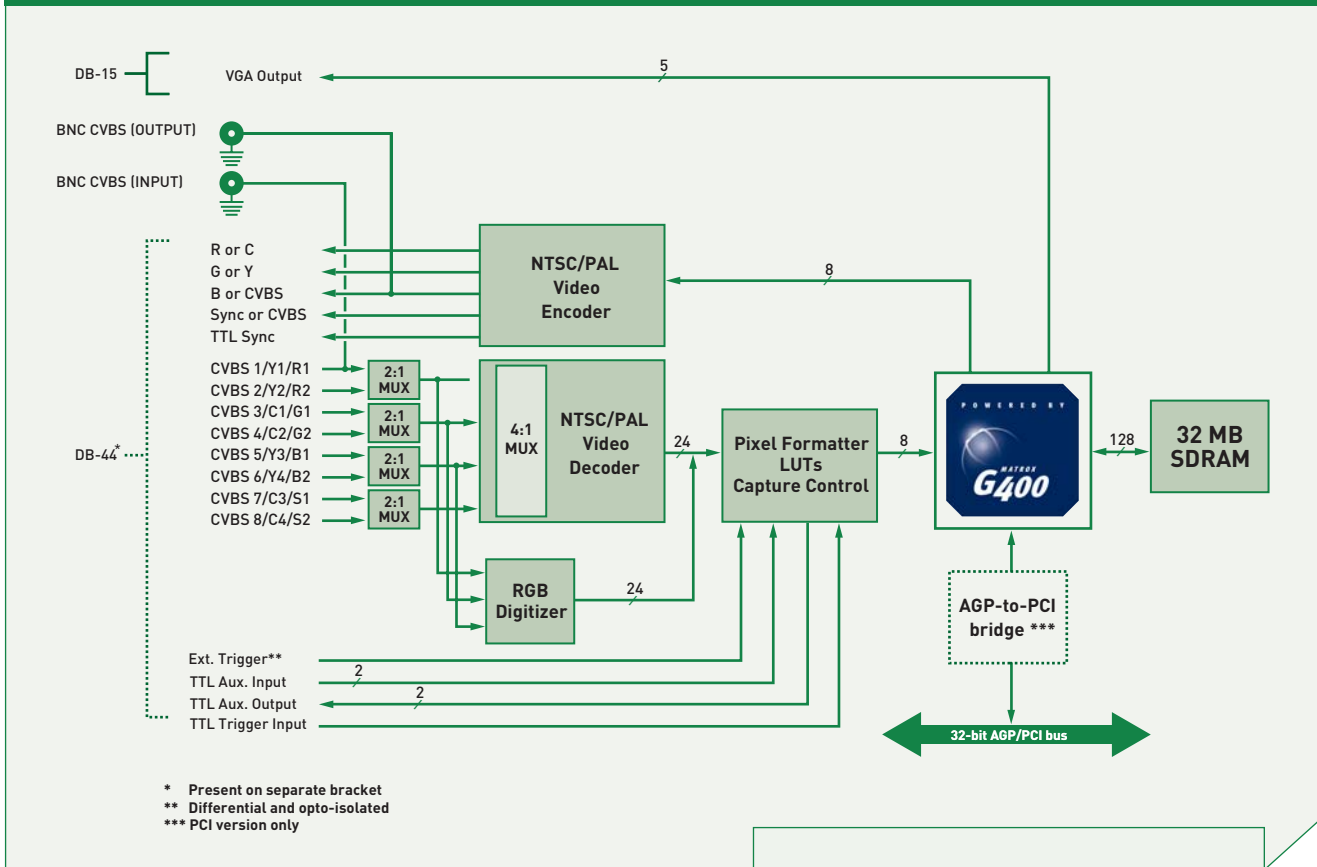 DB-15
VGA Output
5
BNC CVBS (OUTPUT)
BNC CVBS (INPUT)
R or C
G or Y
B or CVBS
Sync or CVBS
TTL Sync
NTSC/PAL
Video
Encoder
8
CVBS 1/Y1/R1
CVBS 2/Y2/R2
CVBS 3/C1/G1
CVBS 4/C2/G2
CVBS 5/Y3/B1
CVBS 6/Y4/B2
CVBS 7/C3/S1
CVBS 8/C4/S2
DB-44*
2:1
MUX
2:1
MUX
2:1
MUX
2:1
MUX
4:1
MUX
NTSC/PAL
Video
Decoder
24
RGB
Digitizer
24
Pixel Formatter
LUTs
Capture Control
8
POWERED BY
MATROX
G400
128
32 MB
SDRAM
AGP-to-PCI
bridge ***
32-bit AGP/PCI bus
Ext. Trigger**
TTL Aux. Input
2
TTL Aux. Output
2
TTL Trigger Input
* Present on separate bracket
** Differential and opto-isolated
*** PCI version only